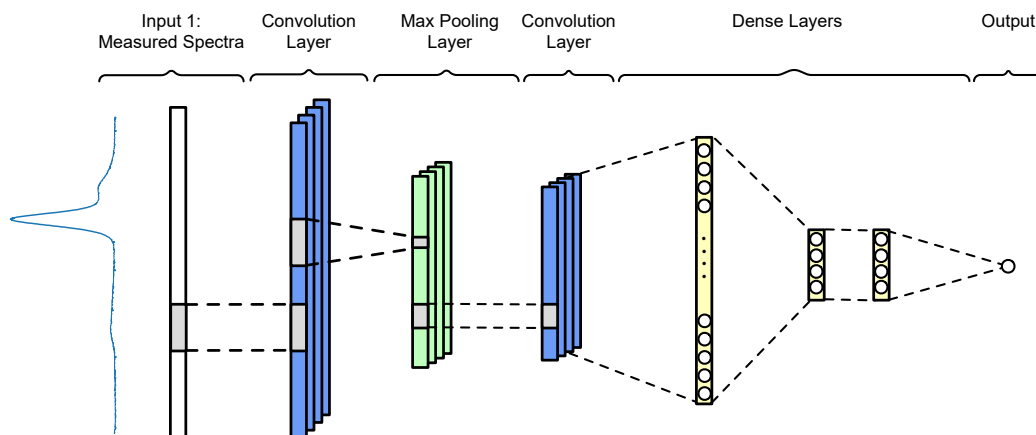 Input 1:
Measured Spectra
Convolution
Layer
Max Pooling
Layer
Convolution
Layer
Dense Layers
Output